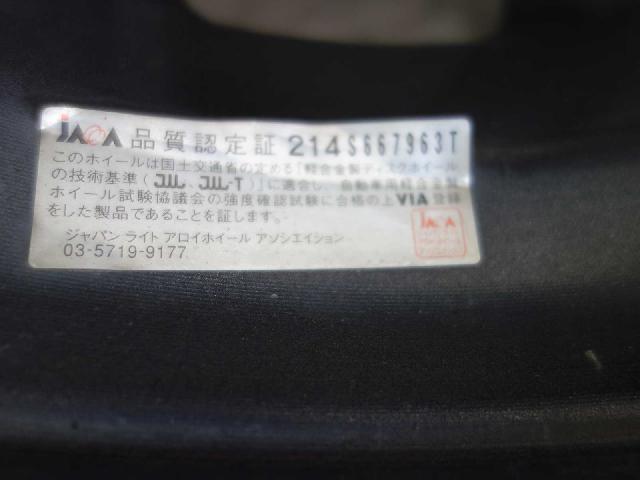 JAWA 品質認定証 214S667963T
このホイールは国土交通省の定める「軽合金製ディスクホイール
の技術基準(JWL、JWL-T)」に適合し、自動車用軽合金製
ホイール試験協議会の強度確認試験に合格の上VIA登録
をした製品であることを証します。
ジャパン ライト アロイホイール アソシエイション
03-5719-9177
JAWA